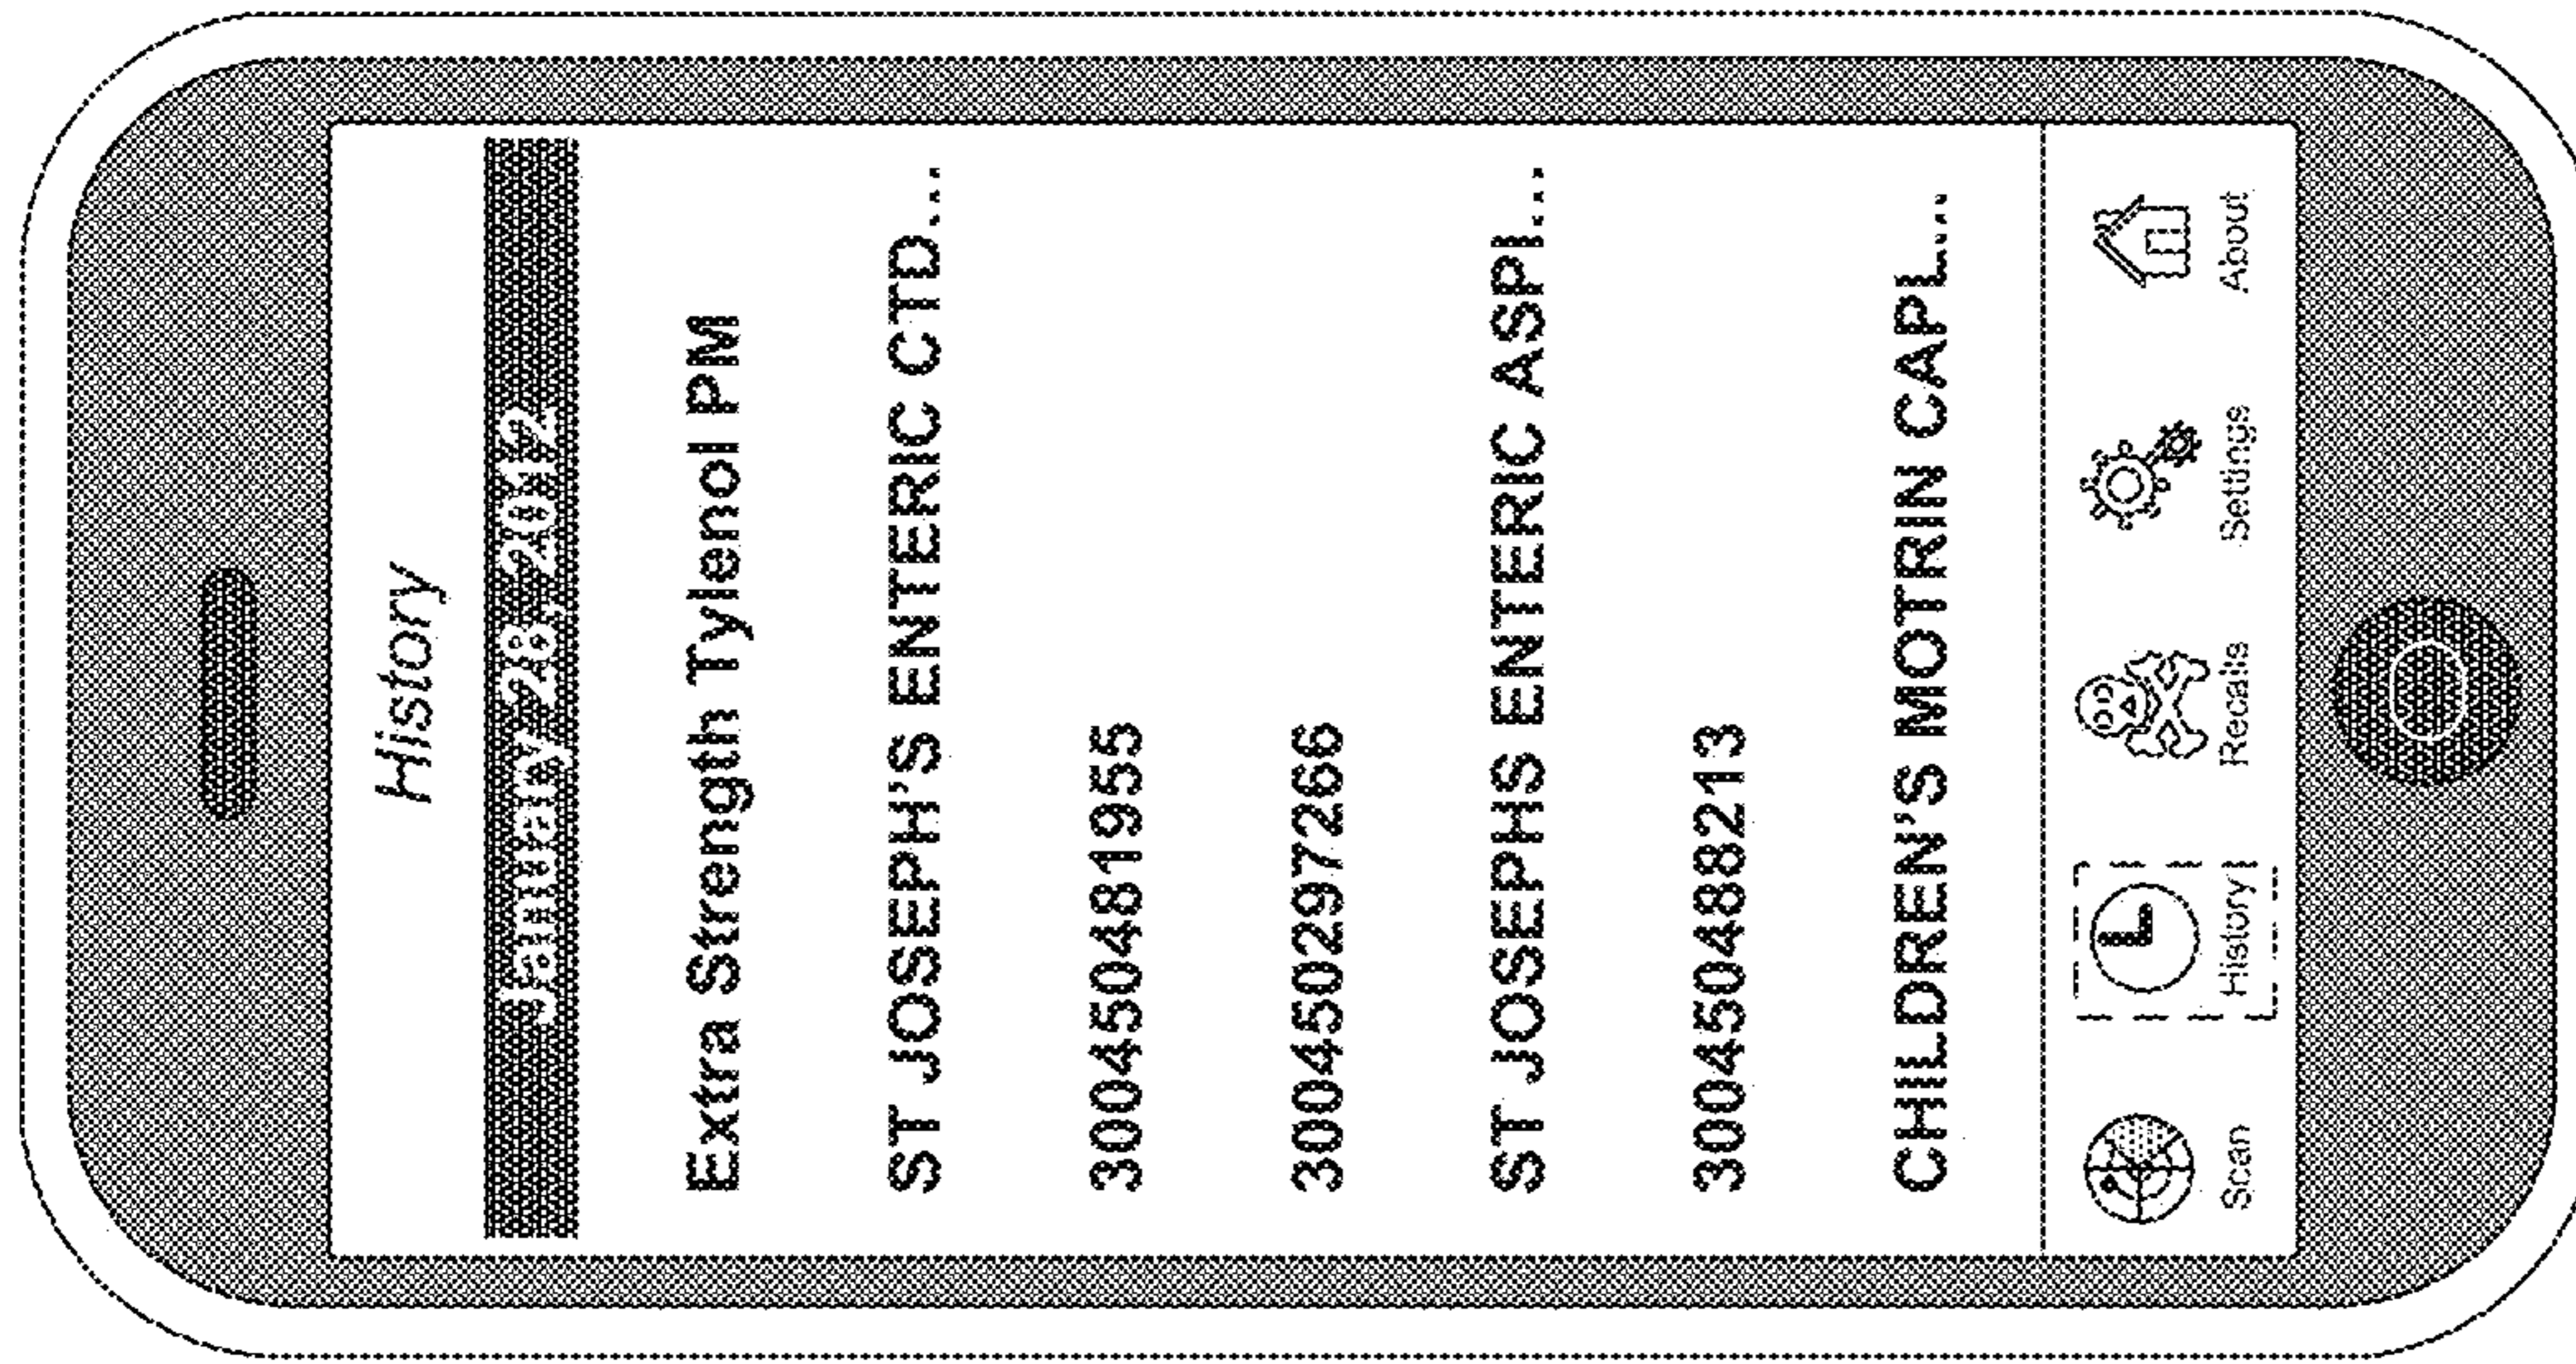 History
January 28, 2012
Extra Strength Tylenol PM
ST JOSEPH'S ENTERIC CTD...
300450481955
300450297266
ST JOSEPHS ENTERIC ASPI...
300450488213
CHILDREN'S MOTRIN CAPL...
Scan History Recalls Settings About